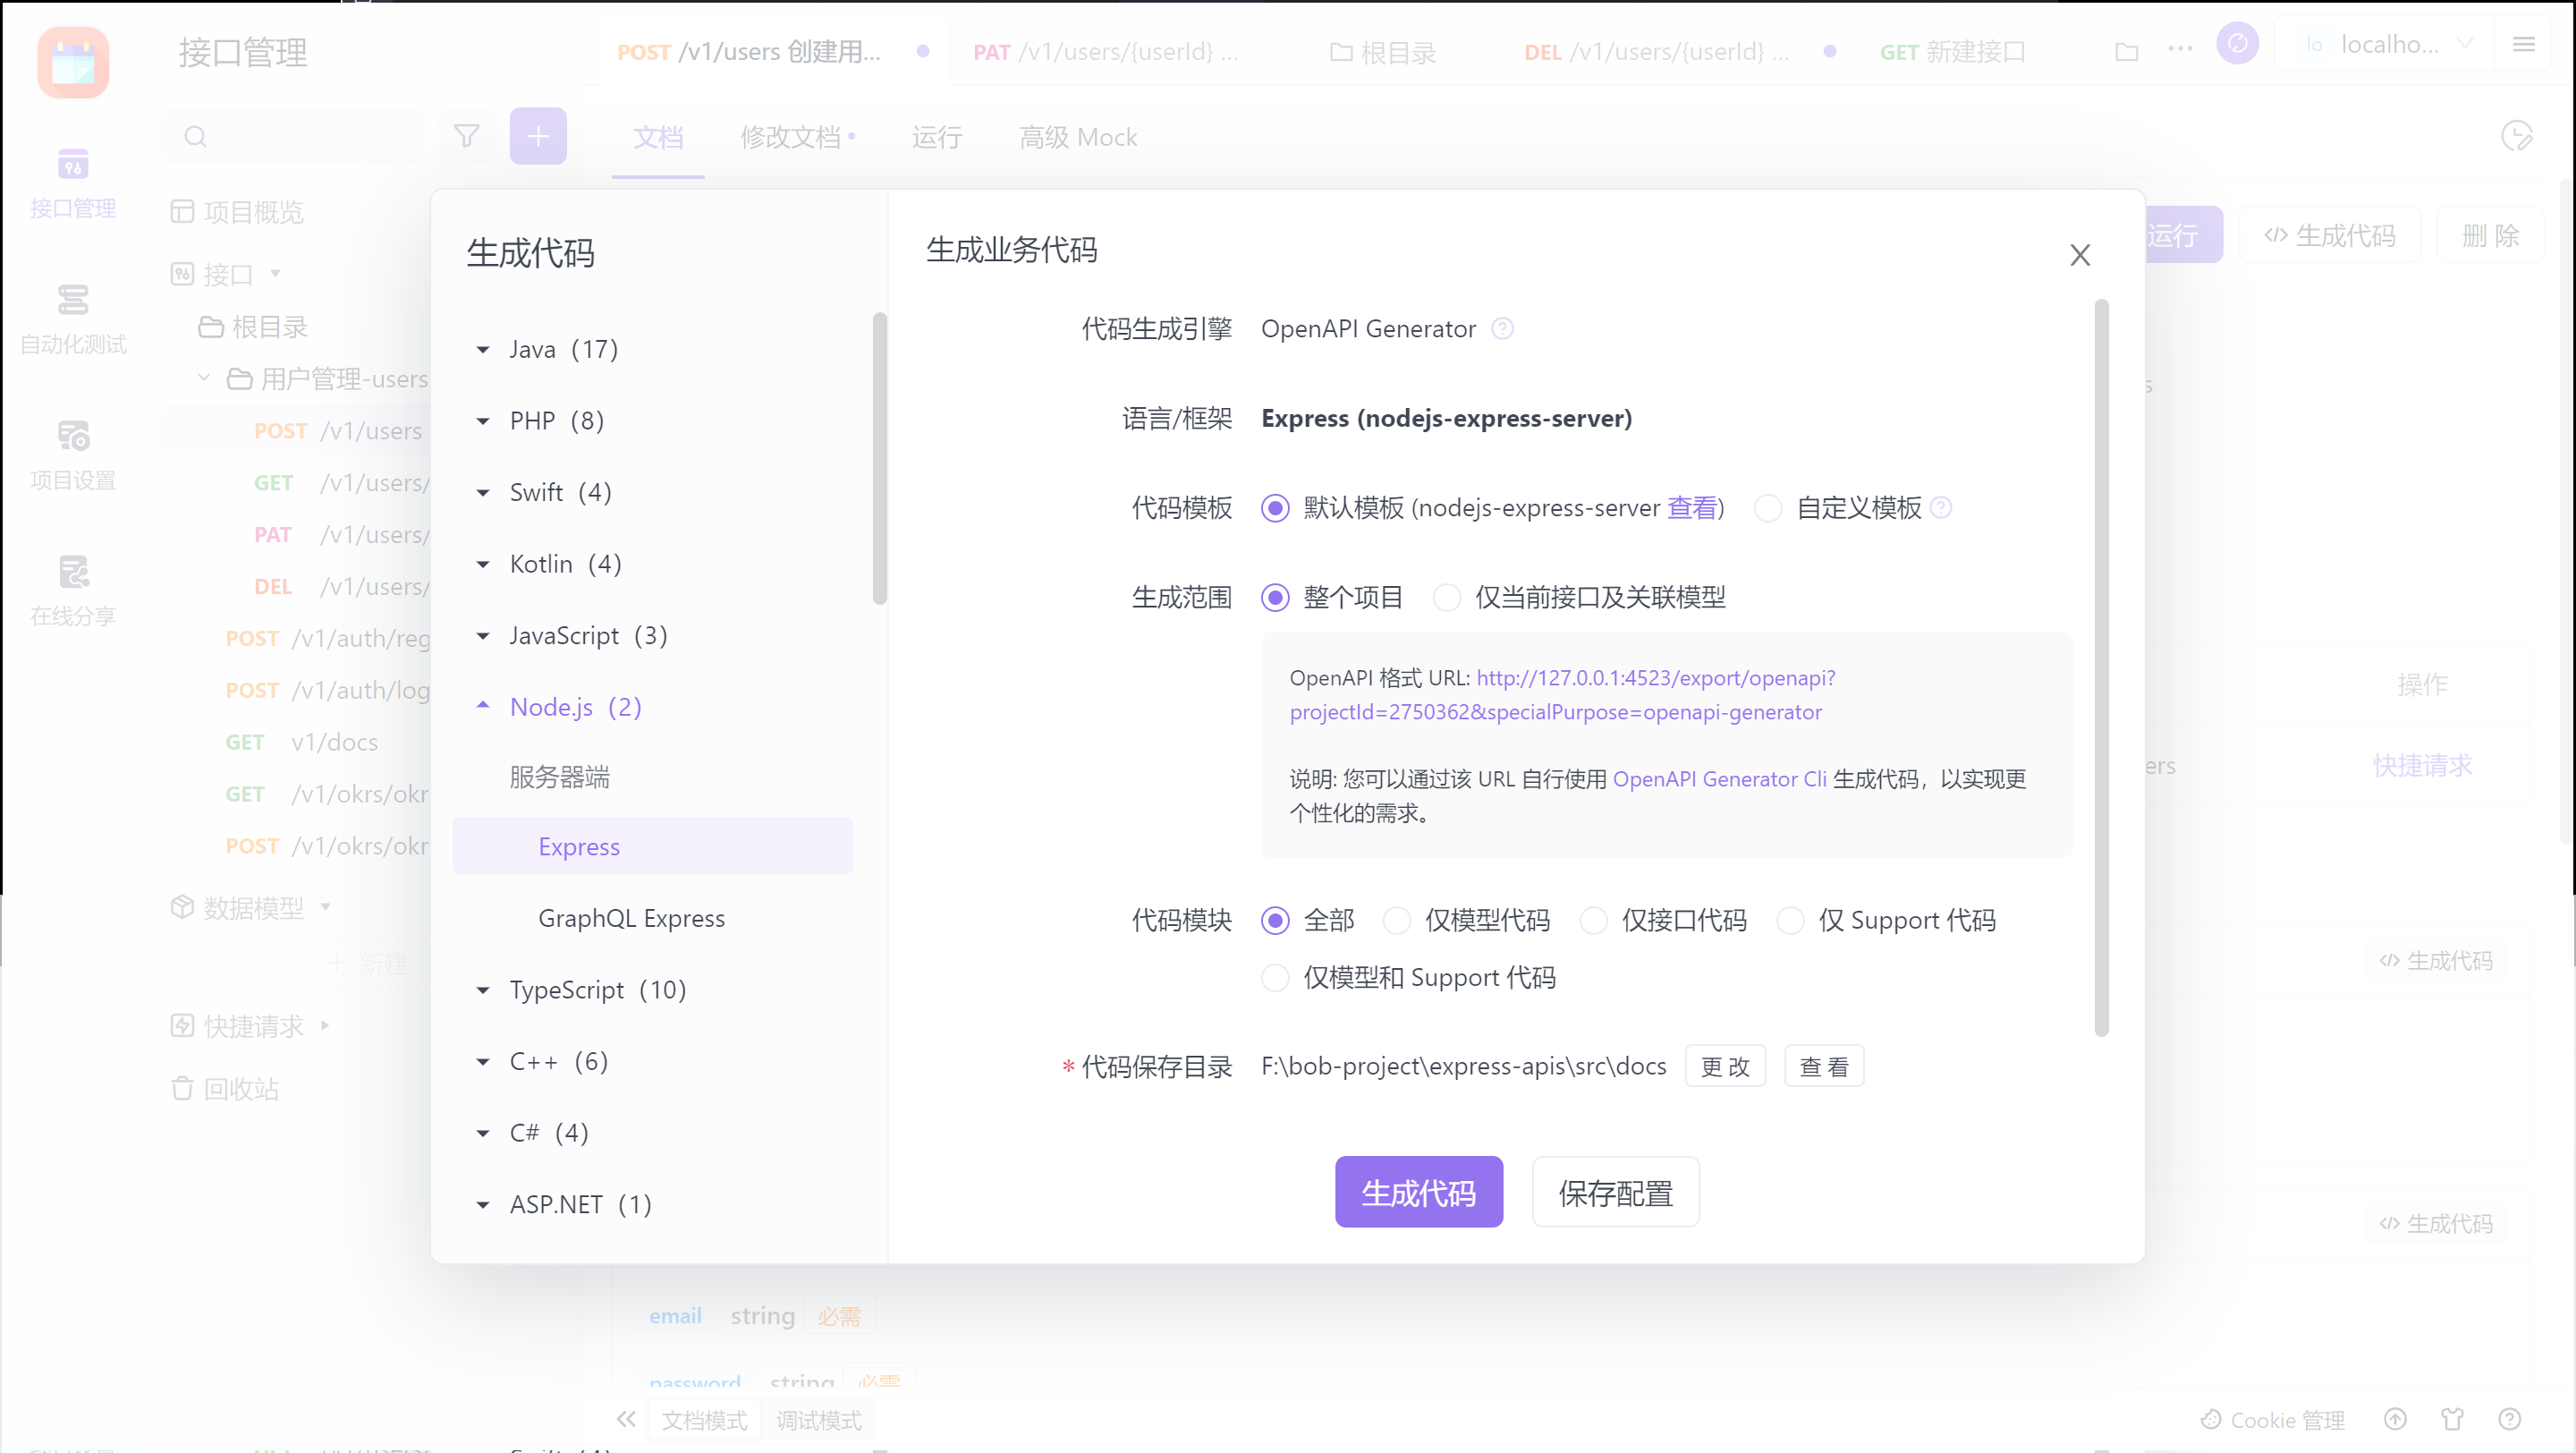 接口管理
POST /v1/users 创建用...
PAT /v1/users/{userId} ...
根目录
DEL /v1/users/{userId} ...
GET 新建接口
lo localho...
文档
修改文档
运行
高级 Mock
接口管理
自动化测试
项目设置
在线分享
项目概览
接口
根目录
用户管理-users
POST /v1/users
GET /v1/users/
PAT /v1/users/
DEL /v1/users/
POST /v1/auth/reg
POST /v1/auth/log
GET v1/docs
GET /v1/okrs/okr
POST /v1/okrs/okr
数据模型
+ 新建
快捷请求
回收站
运行
生成代码
删 除
操作
ers
快捷请求
生成代码
生成代码
生成代码
Java (17)
PHP (8)
Swift (4)
Kotlin (4)
JavaScript (3)
Node.js (2)
服务器端
Express
GraphQL Express
TypeScript (10)
C++ (6)
C# (4)
ASP.NET (1)
生成业务代码
X
代码生成引擎 OpenAPI Generator
语言/框架 Express (nodejs-express-server)
代码模板 默认模板 (nodejs-express-server 查看) 自定义模板
生成范围 整个项目 仅当前接口及关联模型
OpenAPI 格式 URL: http://127.0.0.1:4523/export/openapi?
projectId=2750362&specialPurpose=openapi-generator
说明: 您可以通过该 URL 自行使用 OpenAPI Generator Cli 生成代码，以实现更
个性化的需求。
代码模块 全部 仅模型代码 仅接口代码 仅 Support 代码
仅模型和 Support 代码
* 代码保存目录 F:\bob-project\express-apis\src\docs 更 改 查 看
生成代码
保存配置
email string 必需
password string 必需
文档模式
调试模式
Cookie 管理